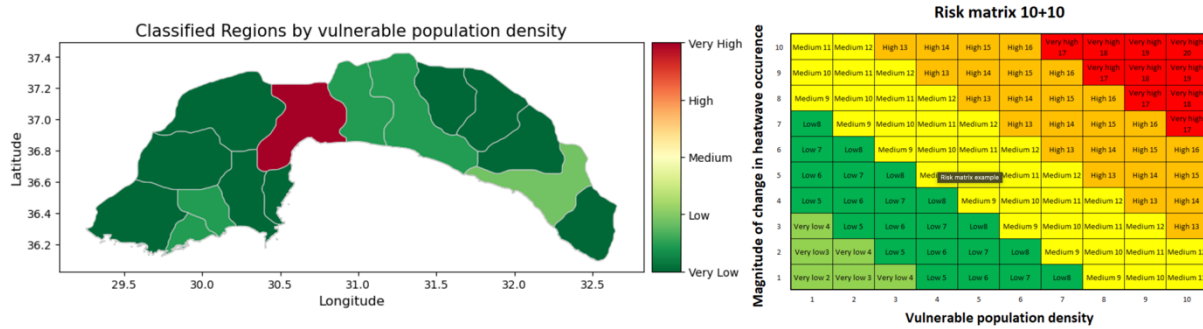 Classified Regions by vulnerable population density
Latitude
37.4
37.2
37.0
36.8
36.6
36.4
36.2
29.5 30.0 30.5 31.0 31.5 32.0 32.5
Longitude
Very High
High
Medium
Low
Very Low
Risk matrix 10+10
Magnitude of change in heatwave occurrence
10 Medium 11 Medium 12 High 13 High 14 High 15 High 16 Very high 17 Very high 18 Very high 19 Very high 20
9 Medium 10 Medium 11 Medium 12 High 13 High 14 High 15 High 16 Very high 17 Very high 18 Very high 19
8 Medium 9 Medium 10 Medium 11 Medium 12 High 13 High 14 High 15 High 16 Very high 17 Very high 18
7 Low8 Medium 9 Medium 10 Medium 11 Medium 12 High 13 High 14 High 15 High 16 Very high 17
6 Low 7 Low8 Medium 9 Medium 10 Medium 11 Medium 12 High 13 High 14 High 15 High 16
5 Low 6 Low 7 Low8 Medium 11 Medium 12 High 13 High 14 High 15
Risk matrix example
4 Low 5 Low 6 Low 7 Low8 Medium 9 Medium 10 Medium 11 Medium 12 High 13 High 14
3 Very low 4 Low 5 Low 6 Low 7 Low8 Medium 9 Medium 10 Medium 11 Medium 12 High 13
2 Very low3 Very low 4 Low 5 Low 6 Low 7 Low8 Medium 9 Medium 10 Medium 11 Medium 12
1 Very low 2 Very low 3 Very low 4 Low 5 Low 6 Low 7 Low8 Medium 9 Medium 10 Medium
1 2 3 4 5 6 7 8 9 10
Vulnerable population density